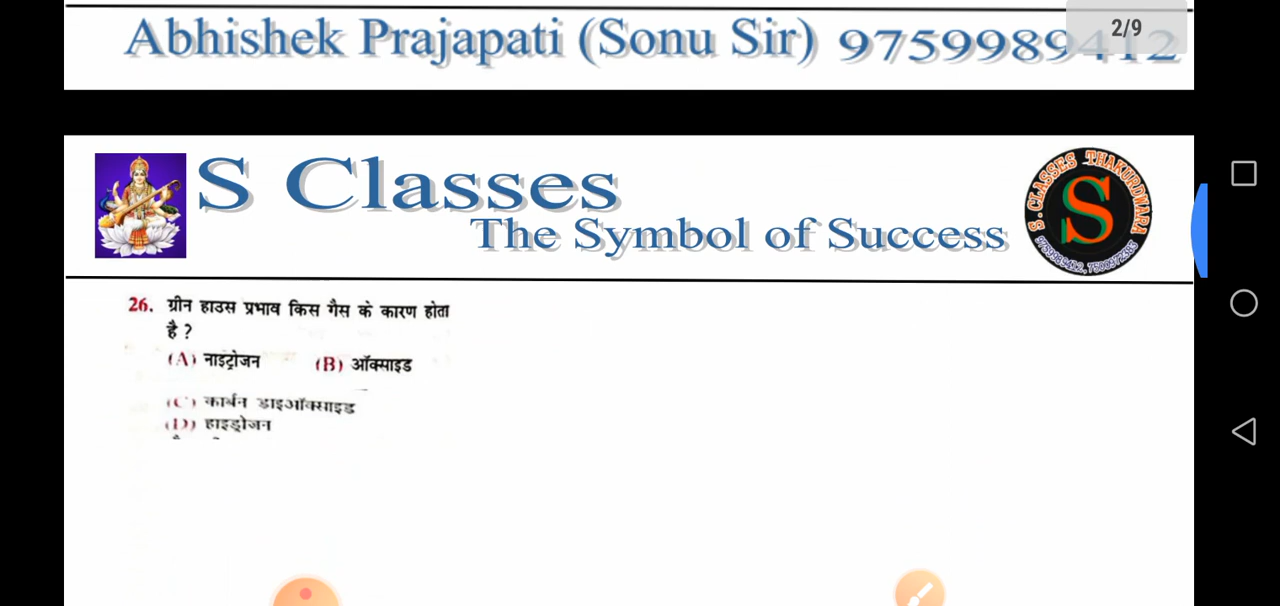 Abhishek Prajapati (Sonu Sir) 9759989412
2/9
S Classes
The Symbol of Success
S. CLASSES THAKURDWARA
S
26. ग्रीन हाउस प्रभाव किस गैस के कारण होता
है ?
(A) नाइट्रोजन (B) ऑक्साइड
(C) कार्बन डाइऑक्साइड
(D) हाइड्रोजन